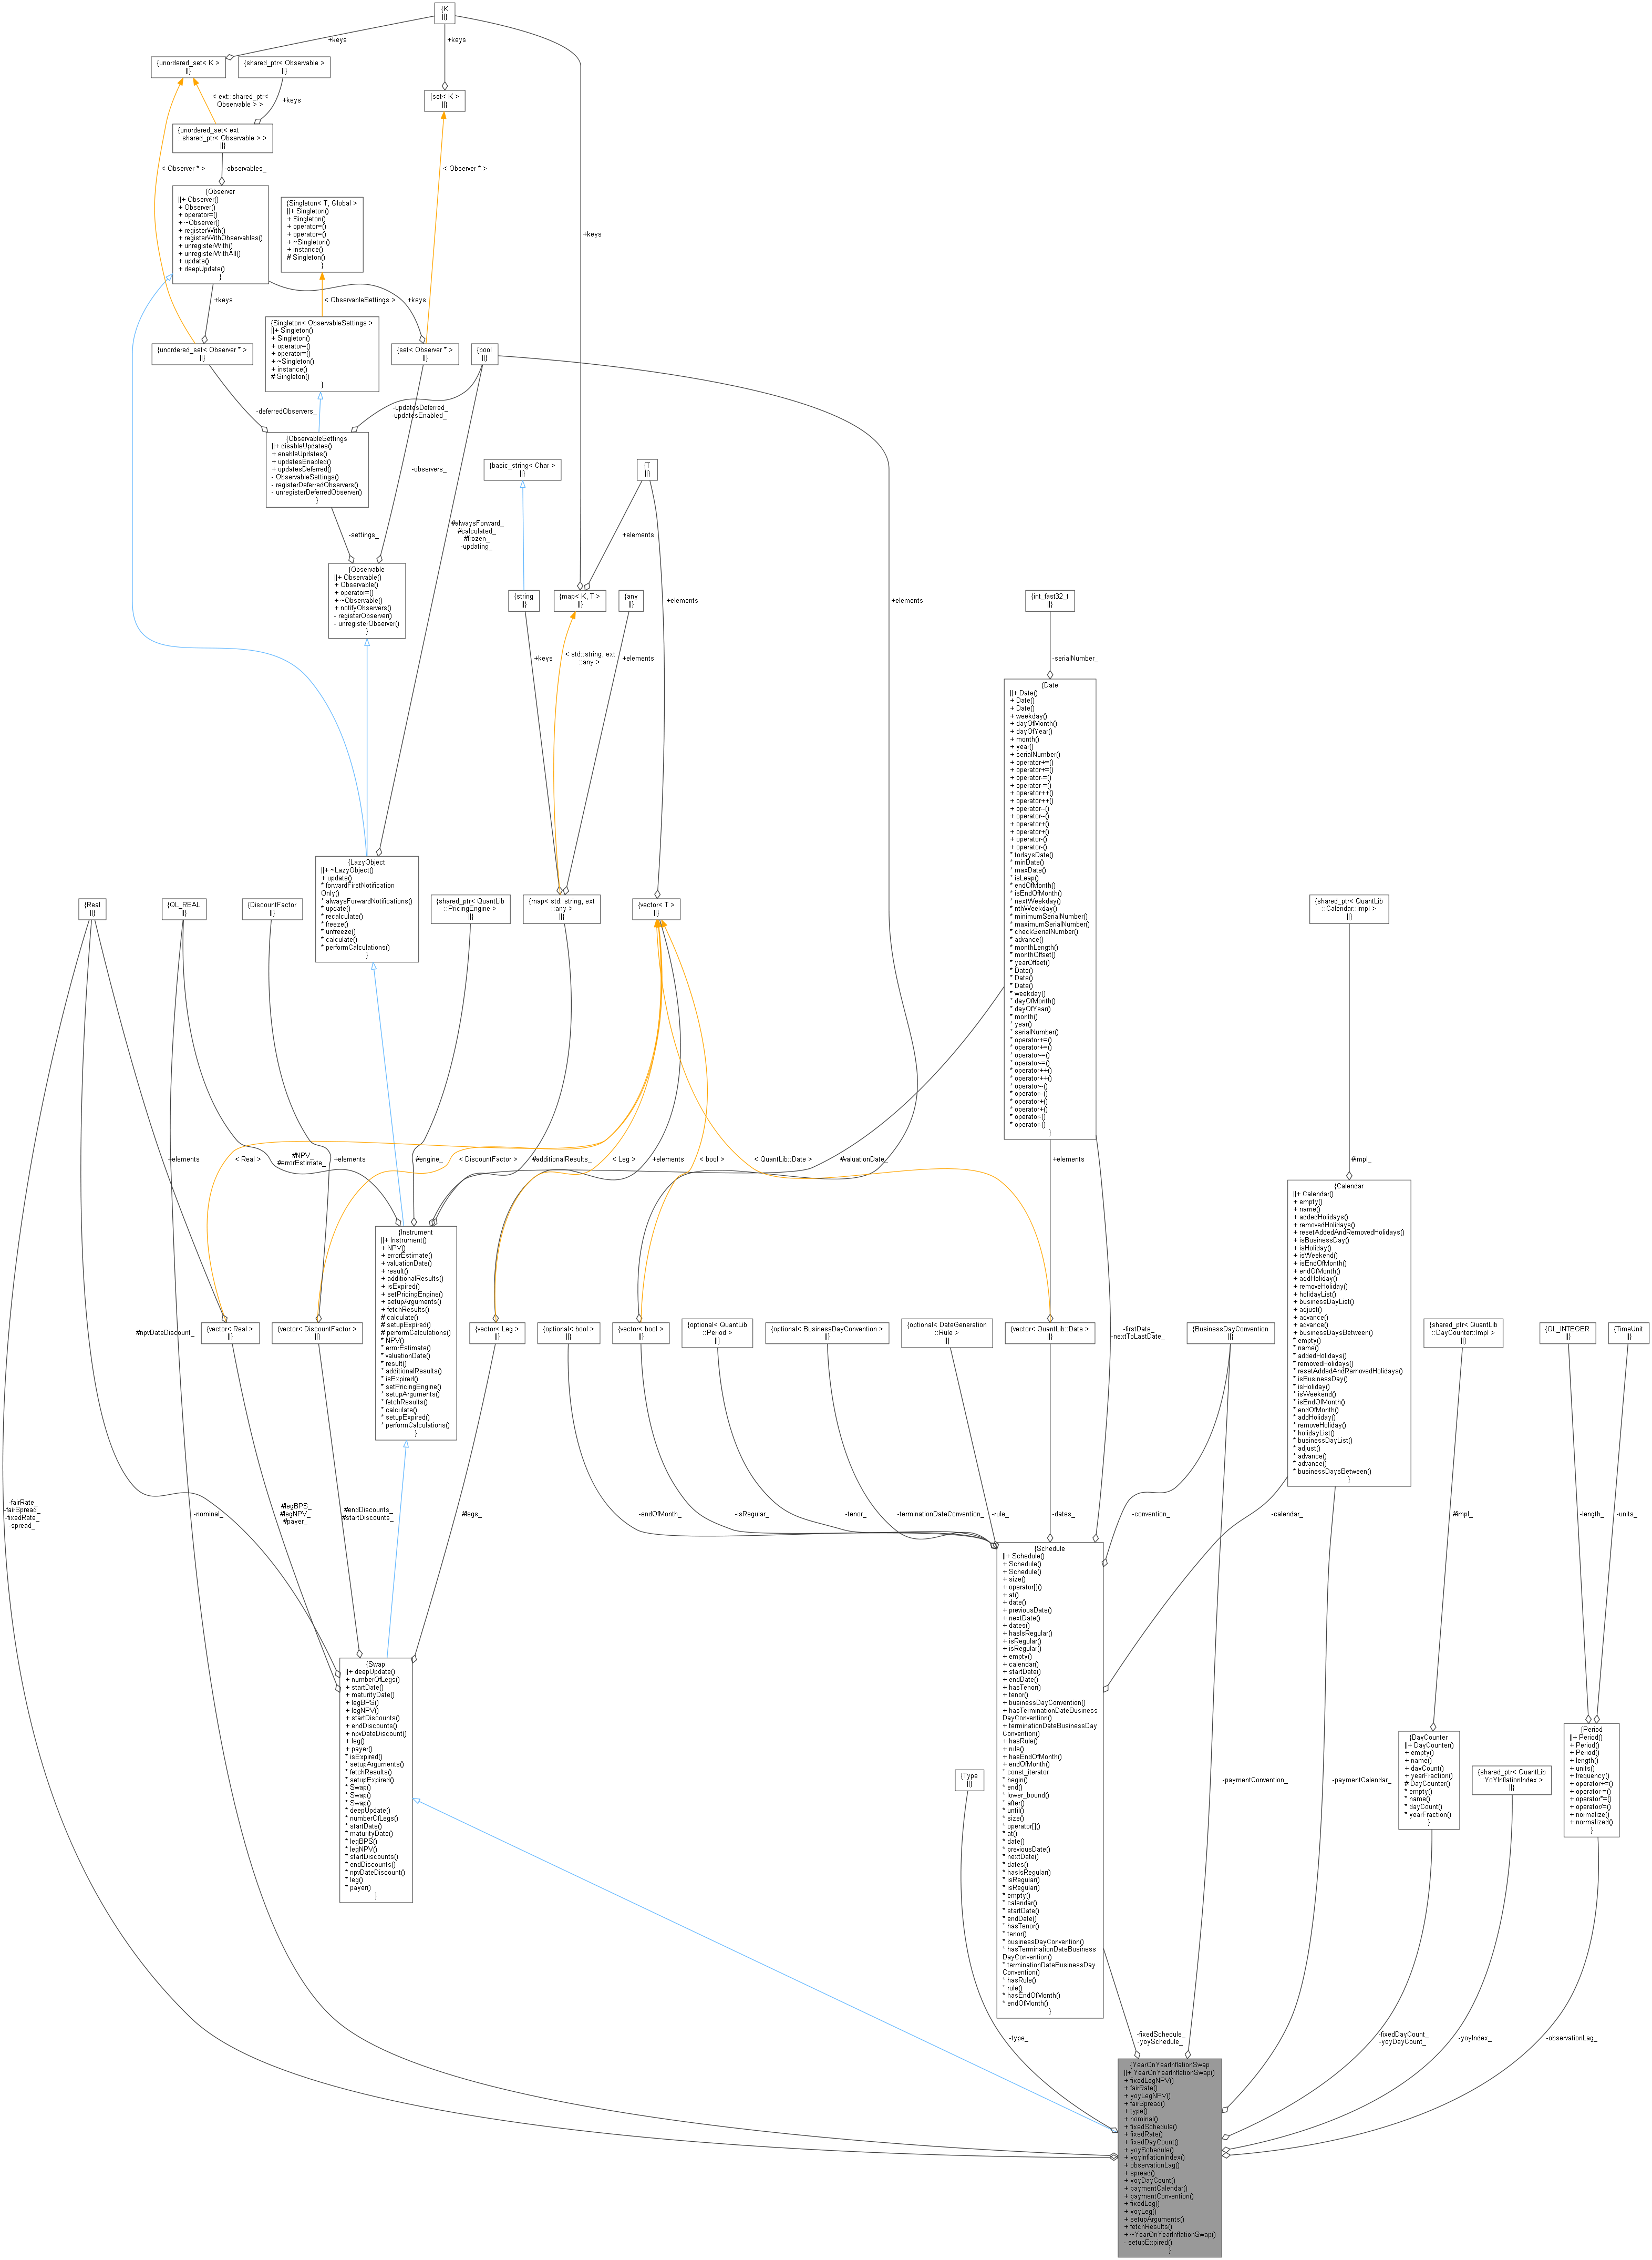 {K
||}
+keys
+keys
{unordered_set< K >
||}
{shared_ptr< Observable >
||}
{set< K >
||}
< ext::shared_ptr<
Observable > >
+keys
{unordered_set< ext
::shared_ptr< Observable > >
||}
< Observer * >
-observables_
< Observer * >
{Observer
||+ Observer()
+ Observer()
+ operator=()
+ ~Observer()
+ registerWith()
+ registerWithObservables()
+ unregisterWith()
+ unregisterWithAll()
+ update()
+ deepUpdate()
}
{Singleton< T, Global >
||+ Singleton()
+ Singleton()
+ operator=()
+ operator=()
+ ~Singleton()
+ instance()
# Singleton()
}
+keys
+keys
< ObservableSettings >
+keys
{Singleton< ObservableSettings >
||+ Singleton()
+ Singleton()
+ operator=()
+ operator=()
+ ~Singleton()
+ instance()
# Singleton()
}
{unordered_set< Observer * >
||}
{set< Observer * >
||}
{bool
||}
-deferredObservers_
-updatesDeferred_
-updatesEnabled_
{ObservableSettings
||+ disableUpdates()
+ enableUpdates()
+ updatesEnabled()
+ updatesDeferred()
- ObservableSettings()
- registerDeferredObservers()
- unregisterDeferredObserver()
}
-observers_
{basic_string< Char >
||}
{T
||}
-settings_
#alwaysForward_
#calculated_
#frozen_
-updating_
+elements
{Observable
||+ Observable()
+ Observable()
+ operator=()
+ ~Observable()
+ notifyObservers()
- registerObserver()
- unregisterObserver()
}
{string
||}
{map< K, T >
||}
{any
||}
+elements
+elements
{int_fast32_t
||}
+keys
< std::string, ext
::any >
+elements
-serialNumber_
{Date
||+ Date()
+ Date()
+ Date()
+ weekday()
+ dayOfMonth()
+ dayOfYear()
+ month()
+ year()
+ serialNumber()
+ operator+=()
+ operator+=()
+ operator-=()
+ operator-=()
+ operator++()
+ operator++()
+ operator--()
+ operator--()
+ operator+()
+ operator+()
+ operator-()
+ operator-()
* todaysDate()
* minDate()
* maxDate()
* isLeap()
* endOfMonth()
* isEndOfMonth()
* nextWeekday()
* nthWeekday()
* minimumSerialNumber()
* maximumSerialNumber()
* checkSerialNumber()
* advance()
* monthLength()
* monthOffset()
* yearOffset()
* Date()
* Date()
* Date()
* weekday()
* dayOfMonth()
* dayOfYear()
* month()
* year()
* serialNumber()
* operator+=()
* operator+=()
* operator-=()
* operator-=()
* operator++()
* operator++()
* operator--()
* operator--()
* operator+()
* operator+()
* operator-()
* operator-()
}
{LazyObject
||+ ~LazyObject()
+ update()
* forwardFirstNotification
Only()
* alwaysForwardNotifications()
* update()
* recalculate()
* freeze()
* unfreeze()
* calculate()
* performCalculations()
}
{Real
||}
{QL_REAL
||}
{DiscountFactor
||}
{shared_ptr< QuantLib
::PricingEngine >
||}
{map< std::string, ext
::any >
||}
{vector< T >
||}
{shared_ptr< QuantLib
::Calendar::Impl >
||}
+elements
< Real >
#NPV_
#errorEstimate_
+elements
#engine_
< DiscountFactor >
#additionalResults_
< Leg >
+elements
< bool >
< QuantLib::Date >
#valuationDate_
+elements
#impl_
{Instrument
||+ Instrument()
+ NPV()
+ errorEstimate()
+ valuationDate()
+ result()
+ additionalResults()
+ isExpired()
+ setPricingEngine()
+ setupArguments()
+ fetchResults()
# calculate()
# setupExpired()
# performCalculations()
* NPV()
* errorEstimate()
* valuationDate()
* result()
* additionalResults()
* isExpired()
* setPricingEngine()
* setupArguments()
* fetchResults()
* calculate()
* setupExpired()
* performCalculations()
}
{Calendar
||+ Calendar()
+ empty()
+ name()
+ addedHolidays()
+ removedHolidays()
+ resetAddedAndRemovedHolidays()
+ isBusinessDay()
+ isHoliday()
+ isWeekend()
+ isEndOfMonth()
+ endOfMonth()
+ addHoliday()
+ removeHoliday()
+ holidayList()
+ businessDayList()
+ adjust()
+ advance()
+ advance()
+ businessDaysBetween()
* empty()
* name()
* addedHolidays()
* removedHolidays()
* resetAddedAndRemovedHolidays()
* isBusinessDay()
* isHoliday()
* isWeekend()
* isEndOfMonth()
* endOfMonth()
* addHoliday()
* removeHoliday()
* holidayList()
* businessDayList()
* adjust()
* advance()
* advance()
* businessDaysBetween()
}
#npvDateDiscount_
{vector< Real >
||}
{vector< DiscountFactor >
||}
{vector< Leg >
||}
{optional< bool >
||}
{vector< bool >
||}
{optional< QuantLib
::Period >
||}
{optional< BusinessDayConvention >
||}
{optional< DateGeneration
::Rule >
||}
{vector< QuantLib::Date >
||}
-firstDate_
-nextToLastDate_
{BusinessDayConvention
||}
{shared_ptr< QuantLib
::DayCounter::Impl >
||}
{QL_INTEGER
||}
{TimeUnit
||}
-fairRate_
-fairSpread_
-fixedRate_
-spread_
-nominal_
#legBPS_
#legNPV_
#payer_
#endDiscounts_
#startDiscounts_
#legs_
-endOfMonth_
-isRegular_
-tenor_
-terminationDateConvention_
-rule_
-dates_
-convention_
-calendar_
#impl_
-length_
-units_
{Schedule
||+ Schedule()
+ Schedule()
+ Schedule()
+ size()
+ operator[]()
+ at()
+ date()
+ previousDate()
+ nextDate()
+ dates()
+ hasIsRegular()
+ isRegular()
+ isRegular()
+ empty()
+ calendar()
+ startDate()
+ endDate()
+ hasTenor()
+ tenor()
+ businessDayConvention()
+ hasTerminationDateBusiness
DayConvention()
+ terminationDateBusinessDay
Convention()
+ hasRule()
+ rule()
+ hasEndOfMonth()
+ endOfMonth()
* const_iterator
* begin()
* end()
* lower_bound()
* after()
* until()
* size()
* operator[]()
* at()
* date()
* previousDate()
* nextDate()
* dates()
* hasIsRegular()
* isRegular()
* isRegular()
* empty()
* calendar()
* startDate()
* endDate()
* hasTenor()
* tenor()
* businessDayConvention()
* hasTerminationDateBusiness
DayConvention()
* terminationDateBusinessDay
Convention()
* hasRule()
* rule()
* hasEndOfMonth()
* endOfMonth()
}
{Swap
||+ deepUpdate()
+ numberOfLegs()
+ startDate()
+ maturityDate()
+ legBPS()
+ legNPV()
+ startDiscounts()
+ endDiscounts()
+ npvDateDiscount()
+ leg()
+ payer()
* isExpired()
* setupArguments()
* fetchResults()
* setupExpired()
* Swap()
* Swap()
* Swap()
* deepUpdate()
* numberOfLegs()
* startDate()
* maturityDate()
* legBPS()
* legNPV()
* startDiscounts()
* endDiscounts()
* npvDateDiscount()
* leg()
* payer()
}
{Type
||}
-paymentConvention_
-paymentCalendar_
{DayCounter
||+ DayCounter()
+ empty()
+ name()
+ dayCount()
+ yearFraction()
# DayCounter()
* empty()
* name()
* dayCount()
* yearFraction()
}
{shared_ptr< QuantLib
::YoYInflationIndex >
||}
{Period
||+ Period()
+ Period()
+ Period()
+ length()
+ units()
+ frequency()
+ operator+=()
+ operator-=()
+ operator*=()
+ operator/=()
+ normalize()
+ normalized()
}
-type_
-fixedSchedule_
-yoySchedule_
-fixedDayCount_
-yoyDayCount_
-yoyIndex_
-observationLag_
{YearOnYearInflationSwap
||+ YearOnYearInflationSwap()
+ fixedLegNPV()
+ fairRate()
+ yoyLegNPV()
+ fairSpread()
+ type()
+ nominal()
+ fixedSchedule()
+ fixedRate()
+ fixedDayCount()
+ yoySchedule()
+ yoyInflationIndex()
+ observationLag()
+ spread()
+ yoyDayCount()
+ paymentCalendar()
+ paymentConvention()
+ fixedLeg()
+ yoyLeg()
+ setupArguments()
+ fetchResults()
+ ~YearOnYearInflationSwap()
- setupExpired()
}